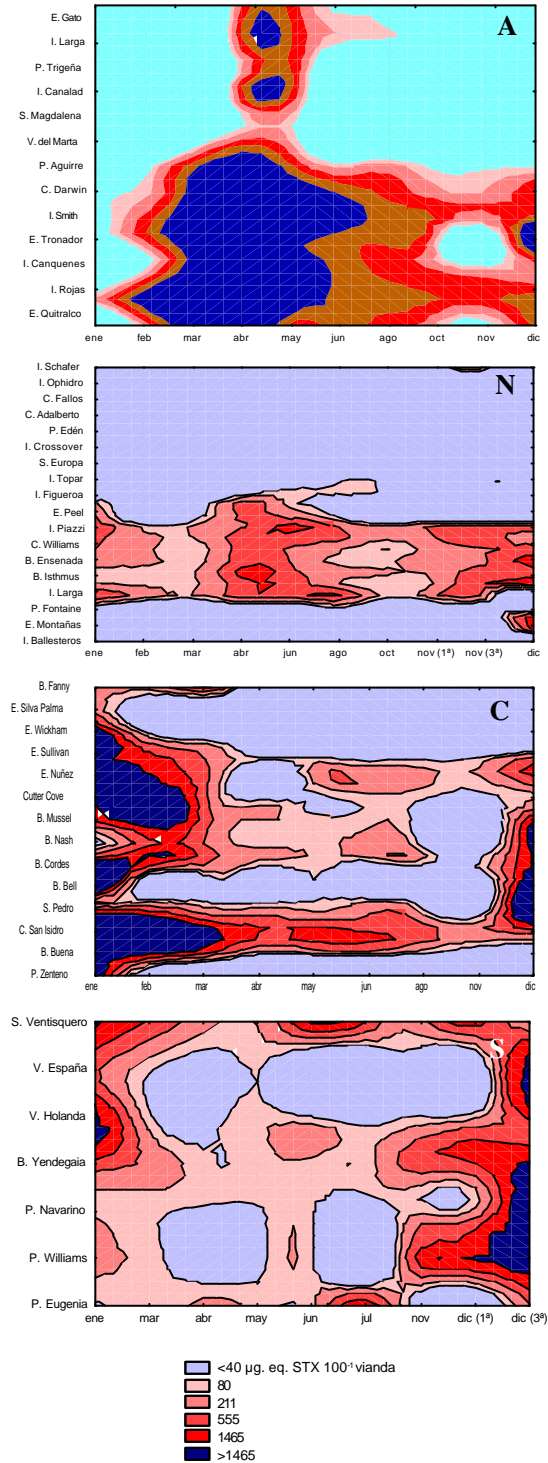 A
E. Gato
I. Larga
P. Trigeña
I. Canalad
S. Magdalena
V. del Marta
P. Aguirre
C. Darwin
I. Smith
E. Tronador
I. Canquenes
I. Rojas
E. Quitralco
ene feb mar abr may jun ago oct nov dic
N
I. Schafer
I. Ophidro
C. Fallos
C. Adalberto
P. Edén
I. Crossover
S. Europa
I. Topar
I. Figueroa
E. Peel
I. Piazzi
C. Williams
B. Ensenada
B. Isthmus
I. Larga
P. Fontaine
E. Montañas
I. Ballesteros
ene feb mar abr jun ago oct nov (1ª) nov (3ª) dic
C
B. Fanny
E. Silva Palma
E. Wickham
E. Sullivan
E. Nuñez
Cutter Cove
B. Mussel
B. Nash
B. Cordes
B. Bell
S. Pedro
C. San Isidro
B. Buena
P. Zenteno
ene feb mar abr may jun ago nov dic
S
S. Ventisquero
V. España
V. Holanda
B. Yendegaia
P. Navarino
P. Williams
P. Eugenia
ene mar abr may jun jul nov dic (1ª) dic (3ª)
<40 µg. eq. STX 100⁻¹ vianda
80
211
555
1465
>1465